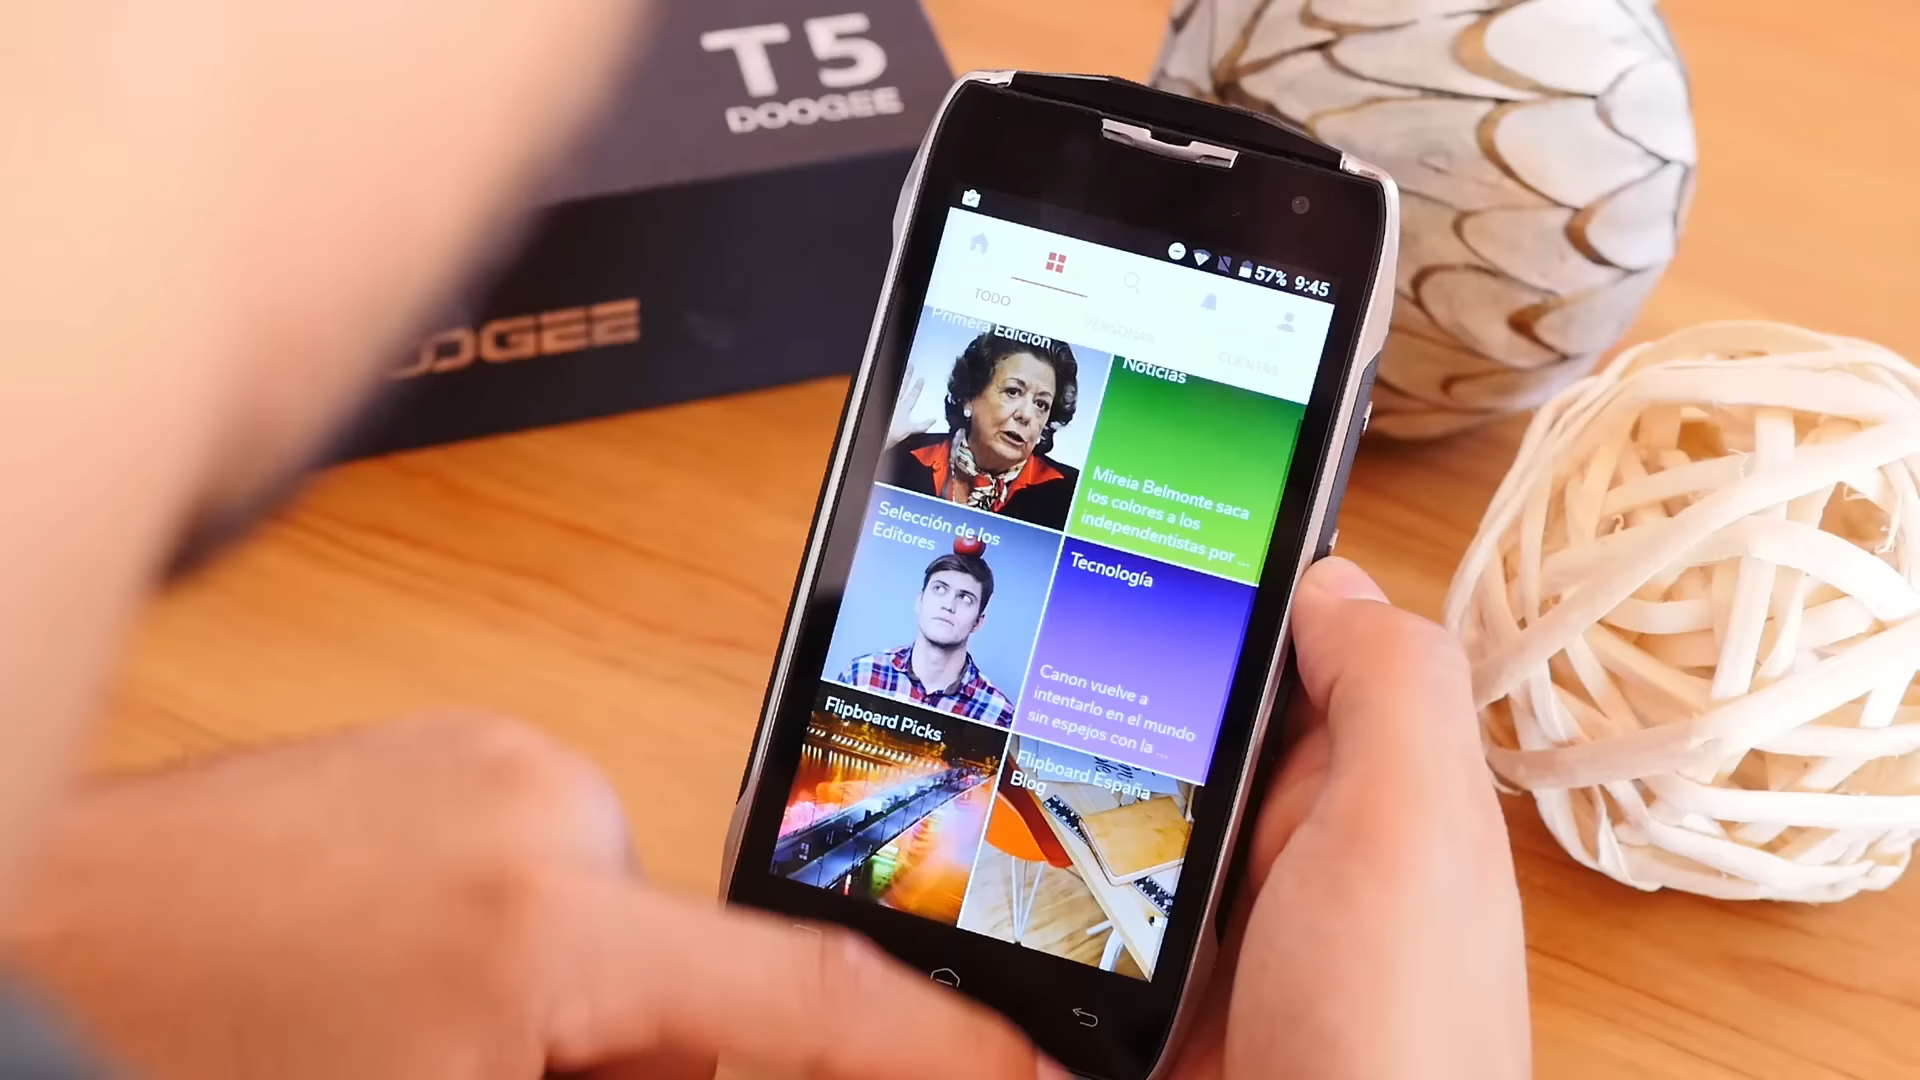 T5
DOOGEE
DOOGEE
57% 9:45
TODO
PERSONAS
CUENTAS
Primera Edición
Noticias
Mireia Belmonte saca
los colores a los
independentistas por ...
Selección de los
Editores
Tecnología
Canon vuelve a
intentarlo en el mundo
sin espejos con la ...
Flipboard Picks
Flipboard España
Blog